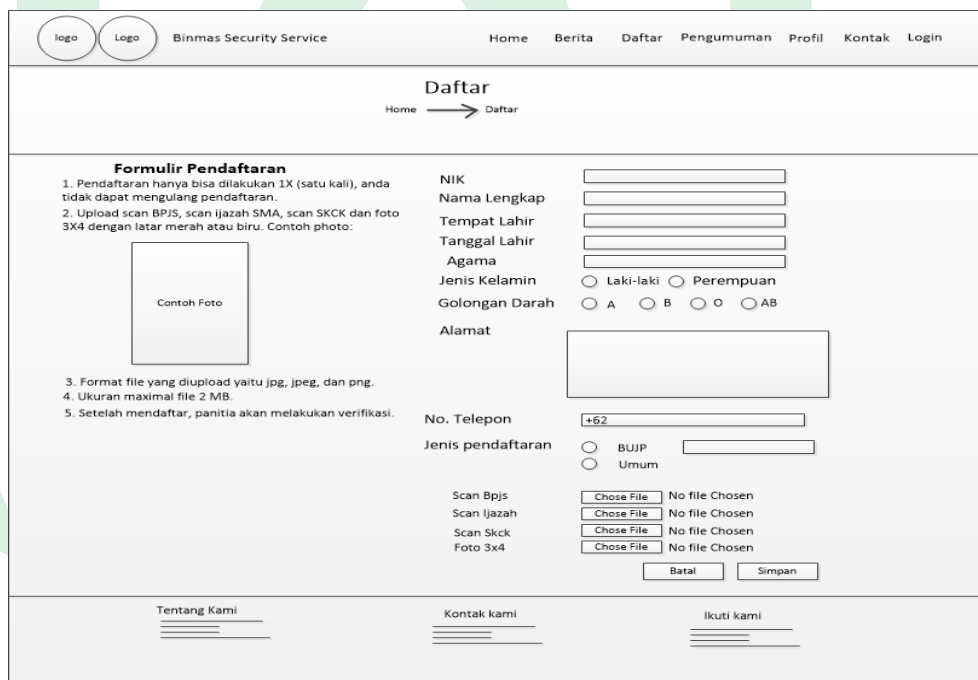 logo Logo Binmas Security Service Home Berita Daftar Pengumuman Profil Kontak Login
Daftar
Home Daftar
Formulir Pendaftaran
1. Pendaftaran hanya bisa dilakukan 1X (satu kali), anda
tidak dapat mengulang pendaftaran.
2. Upload scan BPJS, scan ijazah SMA, scan SKCK dan foto
3X4 dengan latar merah atau biru. Contoh photo:
Contoh Foto
3. Format file yang diupload yaitu jpg, jpeg, dan png.
4. Ukuran maximal file 2 MB.
5. Setelah mendaftar, panitia akan melakukan verifikasi.
NIK
Nama Lengkap
Tempat Lahir
Tanggal Lahir
Agama
Jenis Kelamin Laki-laki Perempuan
Golongan Darah A B O AB
Alamat
No. Telepon +62
Jenis pendaftaran BUJP
Umum
Scan Bpjs Chose File No file Chosen
Scan Ijazah Chose File No file Chosen
Scan Skck Chose File No file Chosen
Foto 3x4 Chose File No file Chosen
Batal Simpan
Tentang Kami Kontak kami Ikuti kami